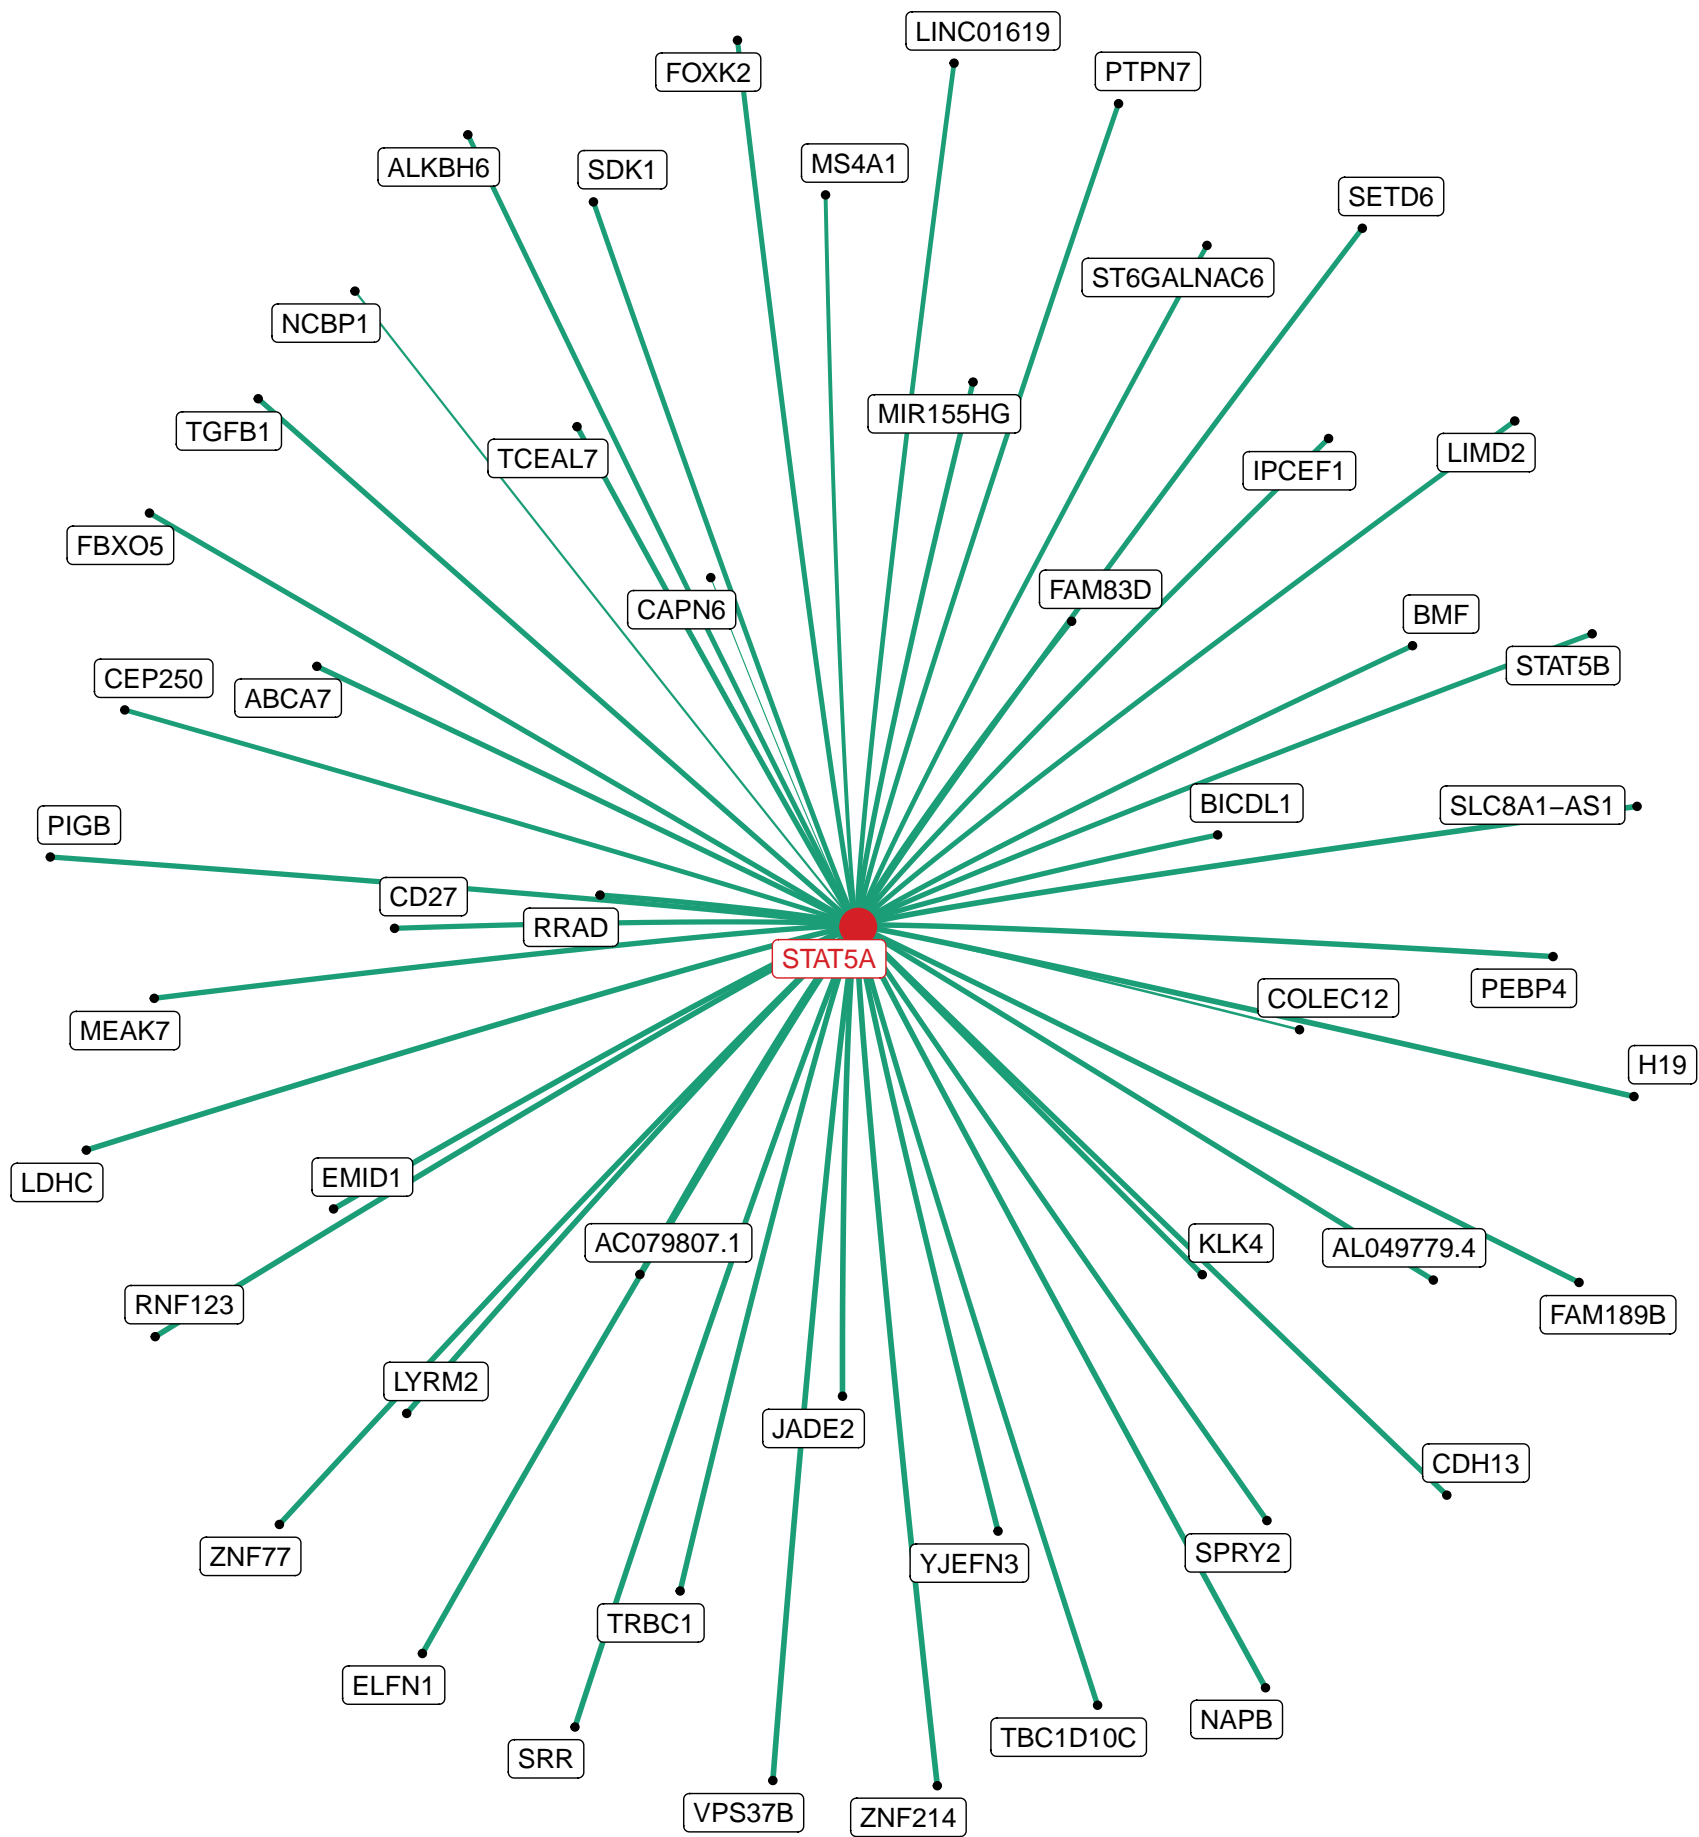 LINC01619
FOXK2
PTPN7
ALKBH6
SDK1
MS4A1
SETD6
ST6GALNAC6
NCBP1
MIR155HG
TGFB1
TCEAL7
IPCEF1
LIMD2
FBXO5
FAM83D
CAPN6
BMF
CEP250
ABCA7
STAT5B
BICDL1
SLC8A1−AS1
PIGB
CD27
RRAD
STAT5A
COLEC12
PEBP4
MEAK7
H19
LDHC
EMID1
AC079807.1
KLK4
AL049779.4
RNF123
FAM189B
LYRM2
JADE2
CDH13
ZNF77
YJEFN3
SPRY2
TRBC1
ELFN1
NAPB
TBC1D10C
SRR
VPS37B
ZNF214